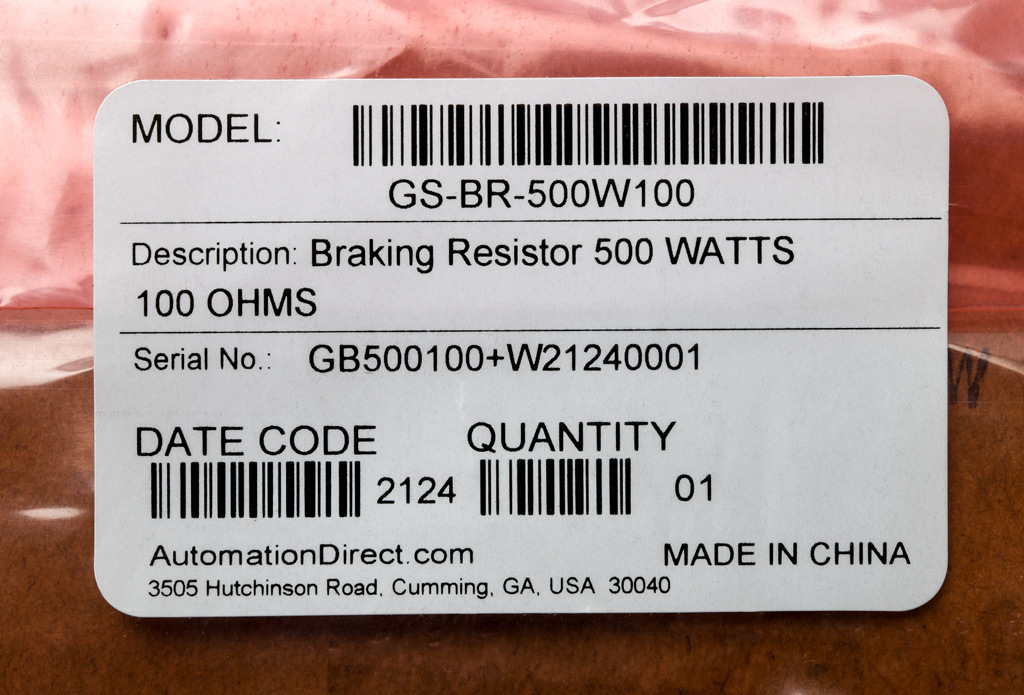 MODEL:
GS-BR-500W100
Description: Braking Resistor 500 WATTS
100 OHMS
Serial No.: GB500100+W21240001
W
DATE CODE QUANTITY
2124 01
AutomationDirect.com MADE IN CHINA
3505 Hutchinson Road, Cumming, GA, USA 30040